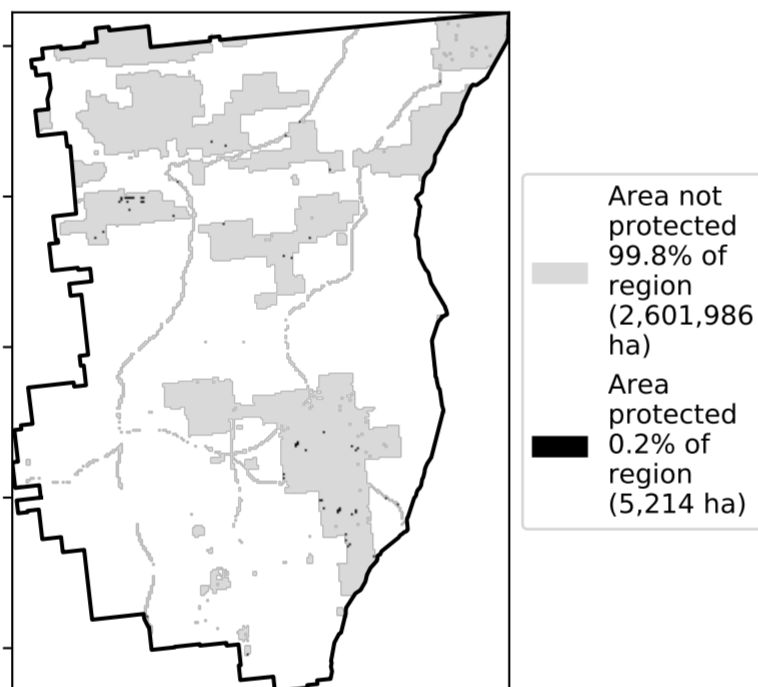 Area not
protected
99.8% of
region
(2,601,986
ha)
Area
protected
0.2% of
region
(5,214 ha)